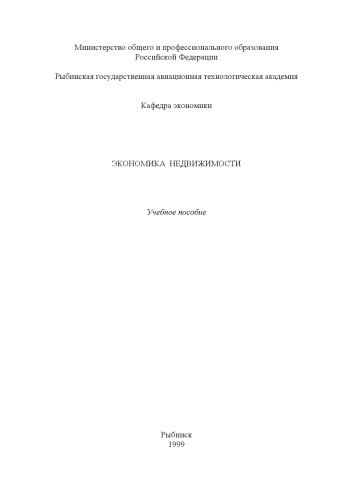 Министерство общего и профессионального образования
Российской Федерации
Рыбинская государственная авиационная технологическая академия
Кафедра экономики
ЭКОНОМИКА НЕДВИЖИМОСТИ
Учебное пособие
Рыбинск
1999